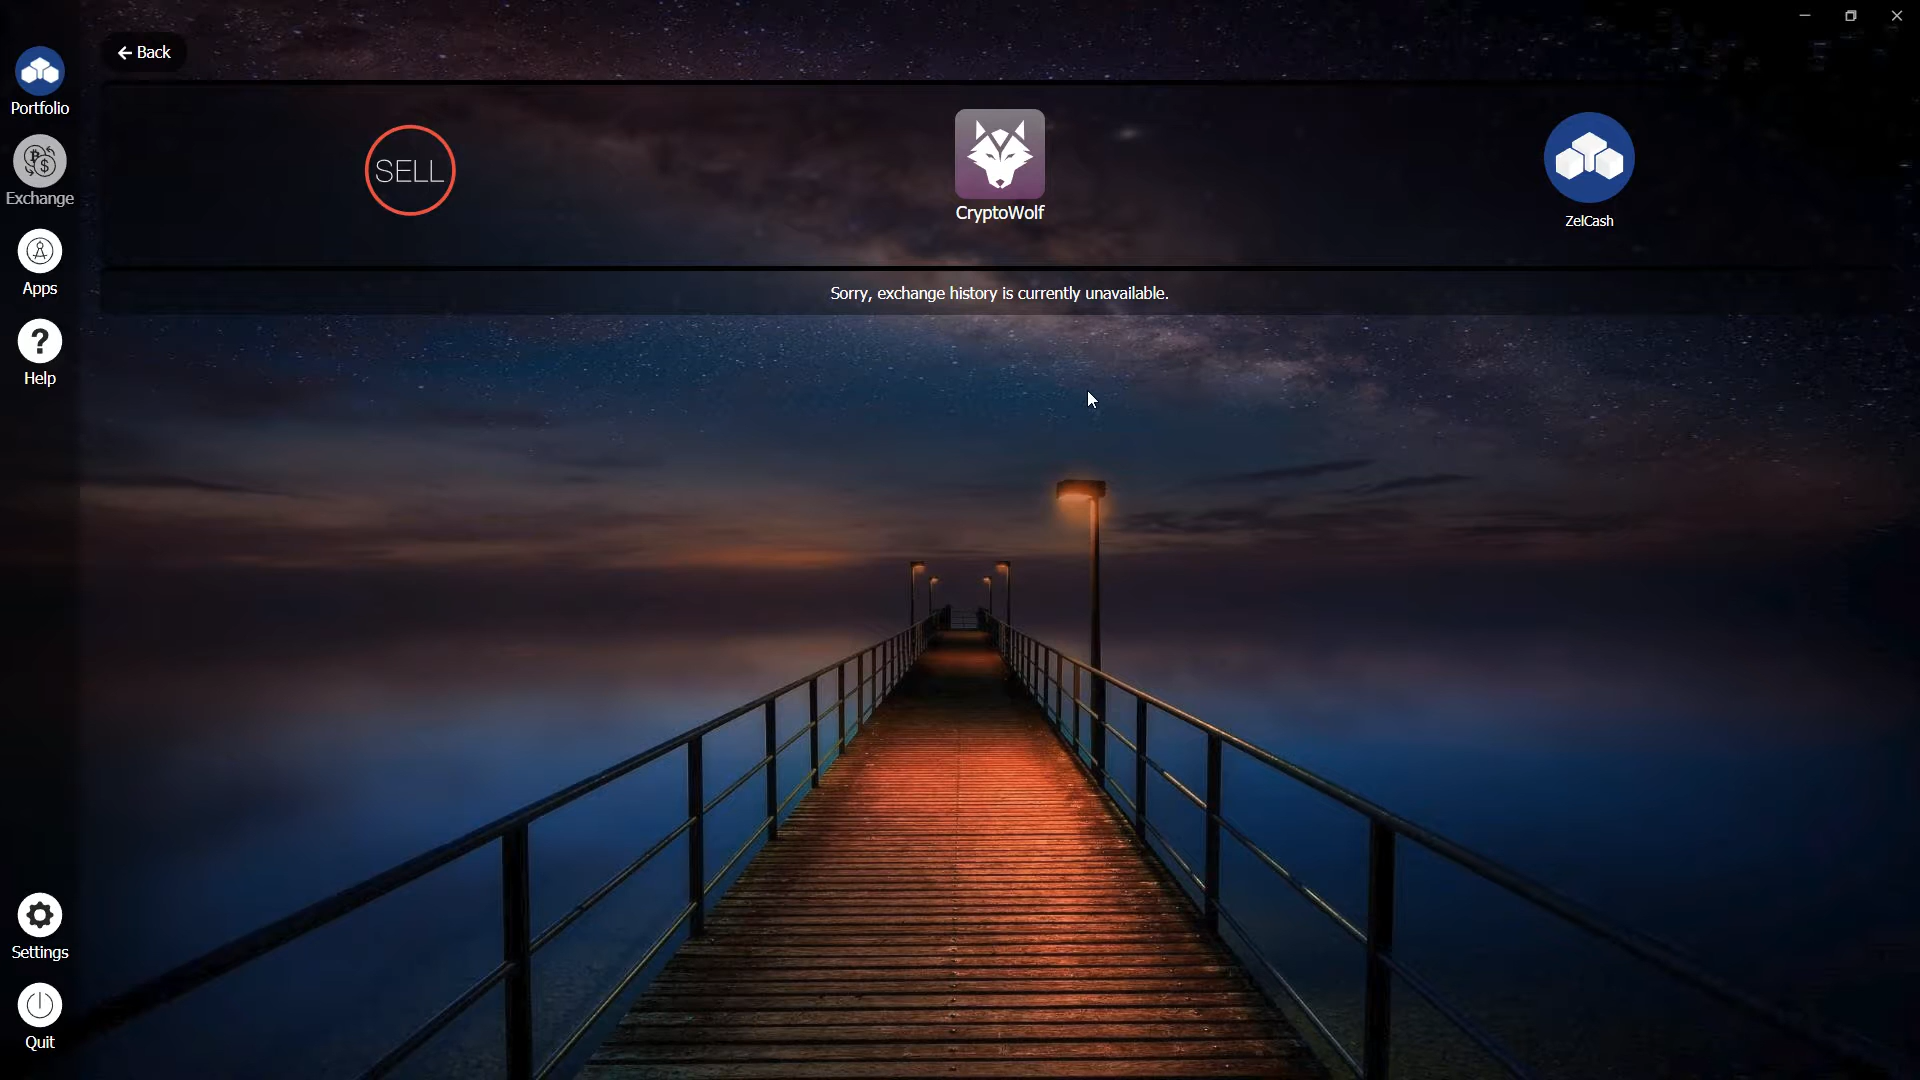 Back
Portfolio
SELL
CryptoWolf
ZelCash
Exchange
Sorry, exchange history is currently unavailable.
Apps
Help
Settings
Quit